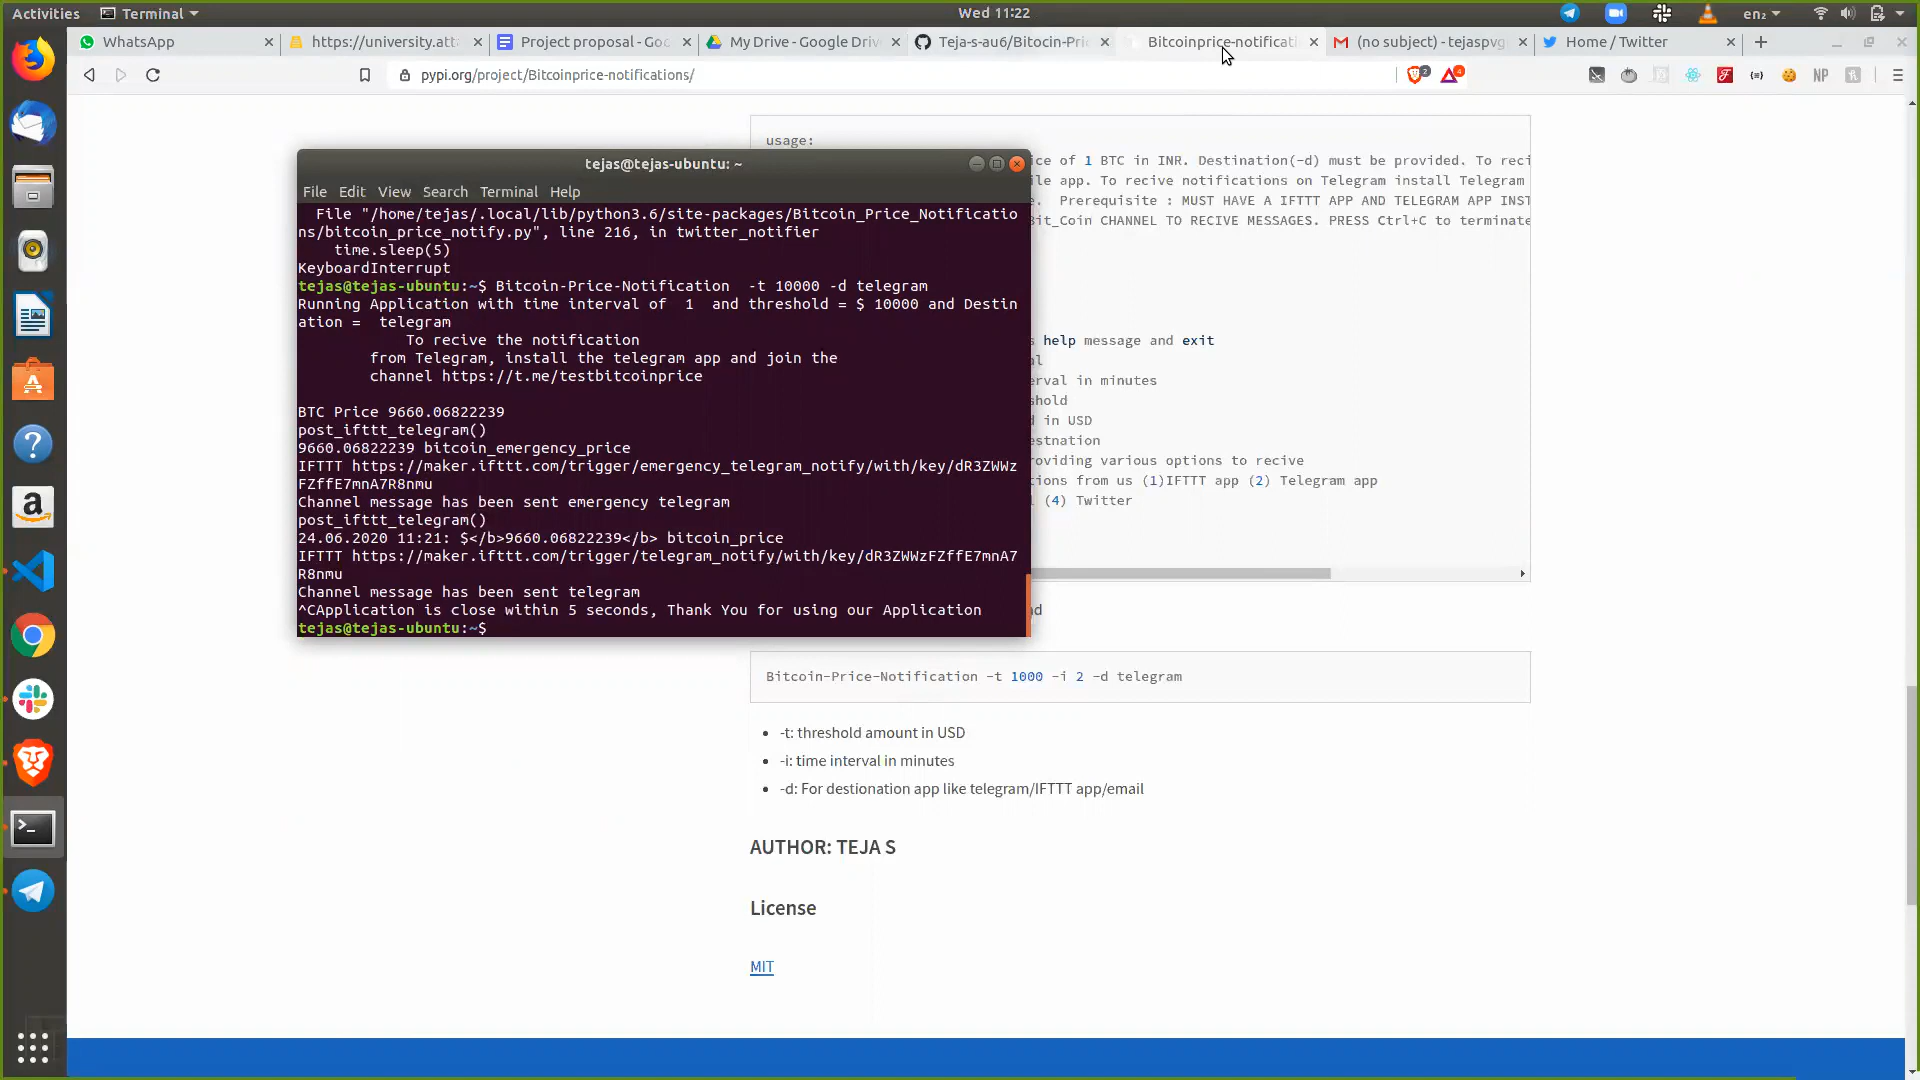 Activities
Terminal
Wed 11:22
en₂
WhatsApp
https://university.att
Project proposal - Goo
My Drive - Google Driv
Teja-s-au6/Bitocin-Pri
Bitcoinprice-notificati
(no subject) - tejaspvg
Home / Twitter
pypi.org/project/Bitcoinprice-notifications/
2
4
NP
usage:
ice of 1 BTC in INR. Destination(-d) must be provided. To reci
ile app. To recive notifications on Telegram install Telegram
e.  Prerequisite : MUST HAVE A IFTTT APP AND TELEGRAM APP INST
Bit_Coin CHANNEL TO RECIVE MESSAGES. PRESS Ctrl+C to terminate
s help message and exit
al
erval in minutes
shold
d in USD
estnation
roviding various options to recive
tions from us (1)IFTTT app (2) Telegram app
l (4) Twitter
nd
tejas@tejas-ubuntu: ~
File Edit View Search Terminal Help
File "/home/tejas/.local/lib/python3.6/site-packages/Bitcoin_Price_Notificatio
ns/bitcoin_price_notify.py", line 216, in twitter_notifier
time.sleep(5)
KeyboardInterrupt
tejas@tejas-ubuntu:~$ Bitcoin-Price-Notification  -t 10000 -d telegram
Running Application with time interval of  1  and threshold = $ 10000 and Destin
ation =  telegram
To recive the notification
from Telegram, install the telegram app and join the
channel https://t.me/testbitcoinprice
BTC Price 9660.06822239
post_ifttt_telegram()
9660.06822239 bitcoin_emergency_price
IFTTT https://maker.ifttt.com/trigger/emergency_telegram_notify/with/key/dR3ZWWz
FZffE7mnA7R8nmu
Channel message has been sent emergency telegram
post_ifttt_telegram()
24.06.2020 11:21: $</b>9660.06822239</b> bitcoin_price
IFTTT https://maker.ifttt.com/trigger/telegram_notify/with/key/dR3ZWWzFZffE7mnA7
R8nmu
Channel message has been sent telegram
^CApplication is close within 5 seconds, Thank You for using our Application
tejas@tejas-ubuntu:~$
Bitcoin-Price-Notification -t 1000 -i 2 -d telegram
-t: threshold amount in USD
-i: time interval in minutes
-d: For destionation app like telegram/IFTTT app/email
AUTHOR: TEJA S
License
MIT